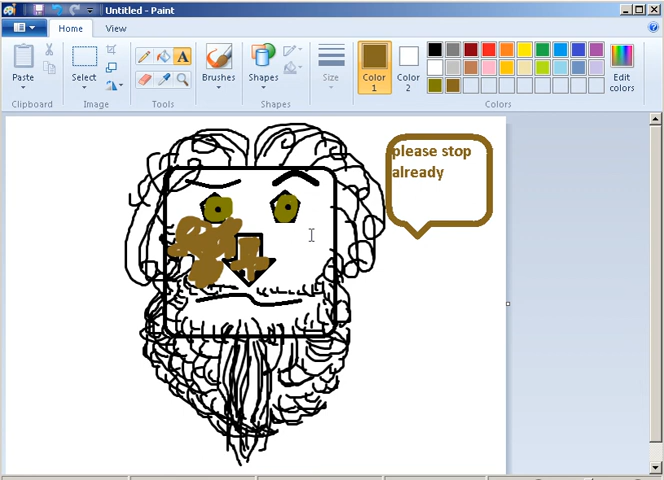 Untitled - Paint
Home
View
Paste
Select
Brushes
Shapes
Size
Color
1
Color
2
Edit
colors
Clipboard
Image
Tools
Shapes
Colors
please stop
already